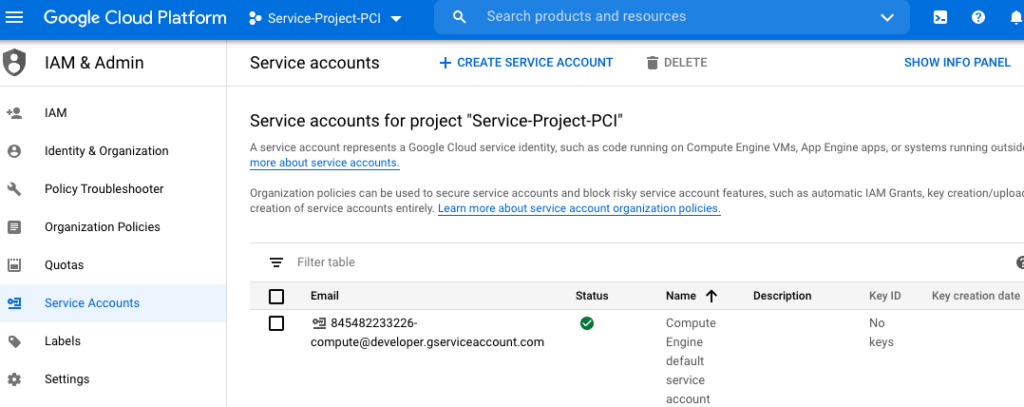 Google Cloud Platform Service-Project-PCI Search products and resources
IAM & Admin
Service accounts CREATE SERVICE ACCOUNT DELETE SHOW INFO PANEL
IAM
Identity & Organization
Policy Troubleshooter
Organization Policies
Quotas
Service Accounts
Labels
Settings
Service accounts for project "Service-Project-PCI"
A service account represents a Google Cloud service identity, such as code running on Compute Engine VMs, App Engine apps, or systems running outside
more about service accounts.
Organization policies can be used to secure service accounts and block risky service account features, such as automatic IAM Grants, key creation/upload
creation of service accounts entirely. Learn more about service account organization policies.
Filter table
Email Status Name Description Key ID Key creation date
845482233226-
compute@developer.gserviceaccount.com
Compute
Engine
default
service
account
No
keys